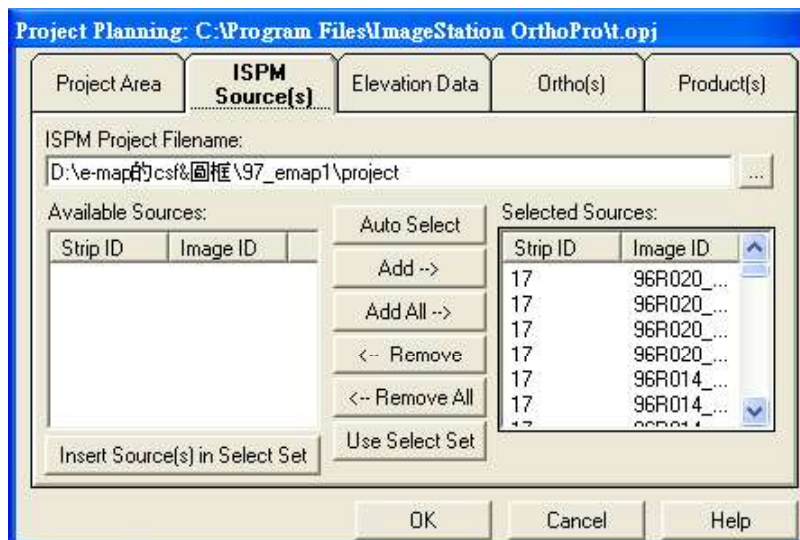 Project Planning: C:\Program Files\ImageStation OrthoPro\t.opj
Project Area
ISPM Source(s)
Elevation Data
Ortho(s)
Product(s)
ISPM Project Filename:
D:\e-map的csf&圖框\97_emap1\project
...
Available Sources:
Strip ID Image ID
Insert Source(s) in Select Set
Auto Select
Add -->
Add All -->
<-- Remove
<-- Remove All
Use Select Set
Selected Sources:
Strip ID Image ID
17 96R020_...
17 96R020_...
17 96R020_...
17 96R020_...
17 96R014_...
17 96R014_...
OK
Cancel
Help